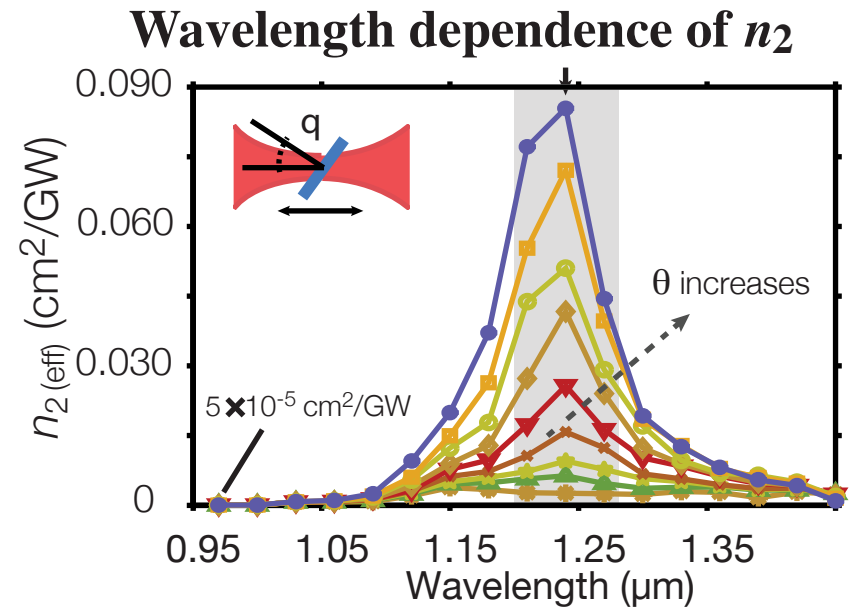 Wavelength dependence of n2
0.090
0.060
0.030
0
n2 (eff) (cm2/GW)
q
θ increases
5 ×10-5 cm2/GW
0.95 1.05 1.15 1.25 1.35
Wavelength (μm)